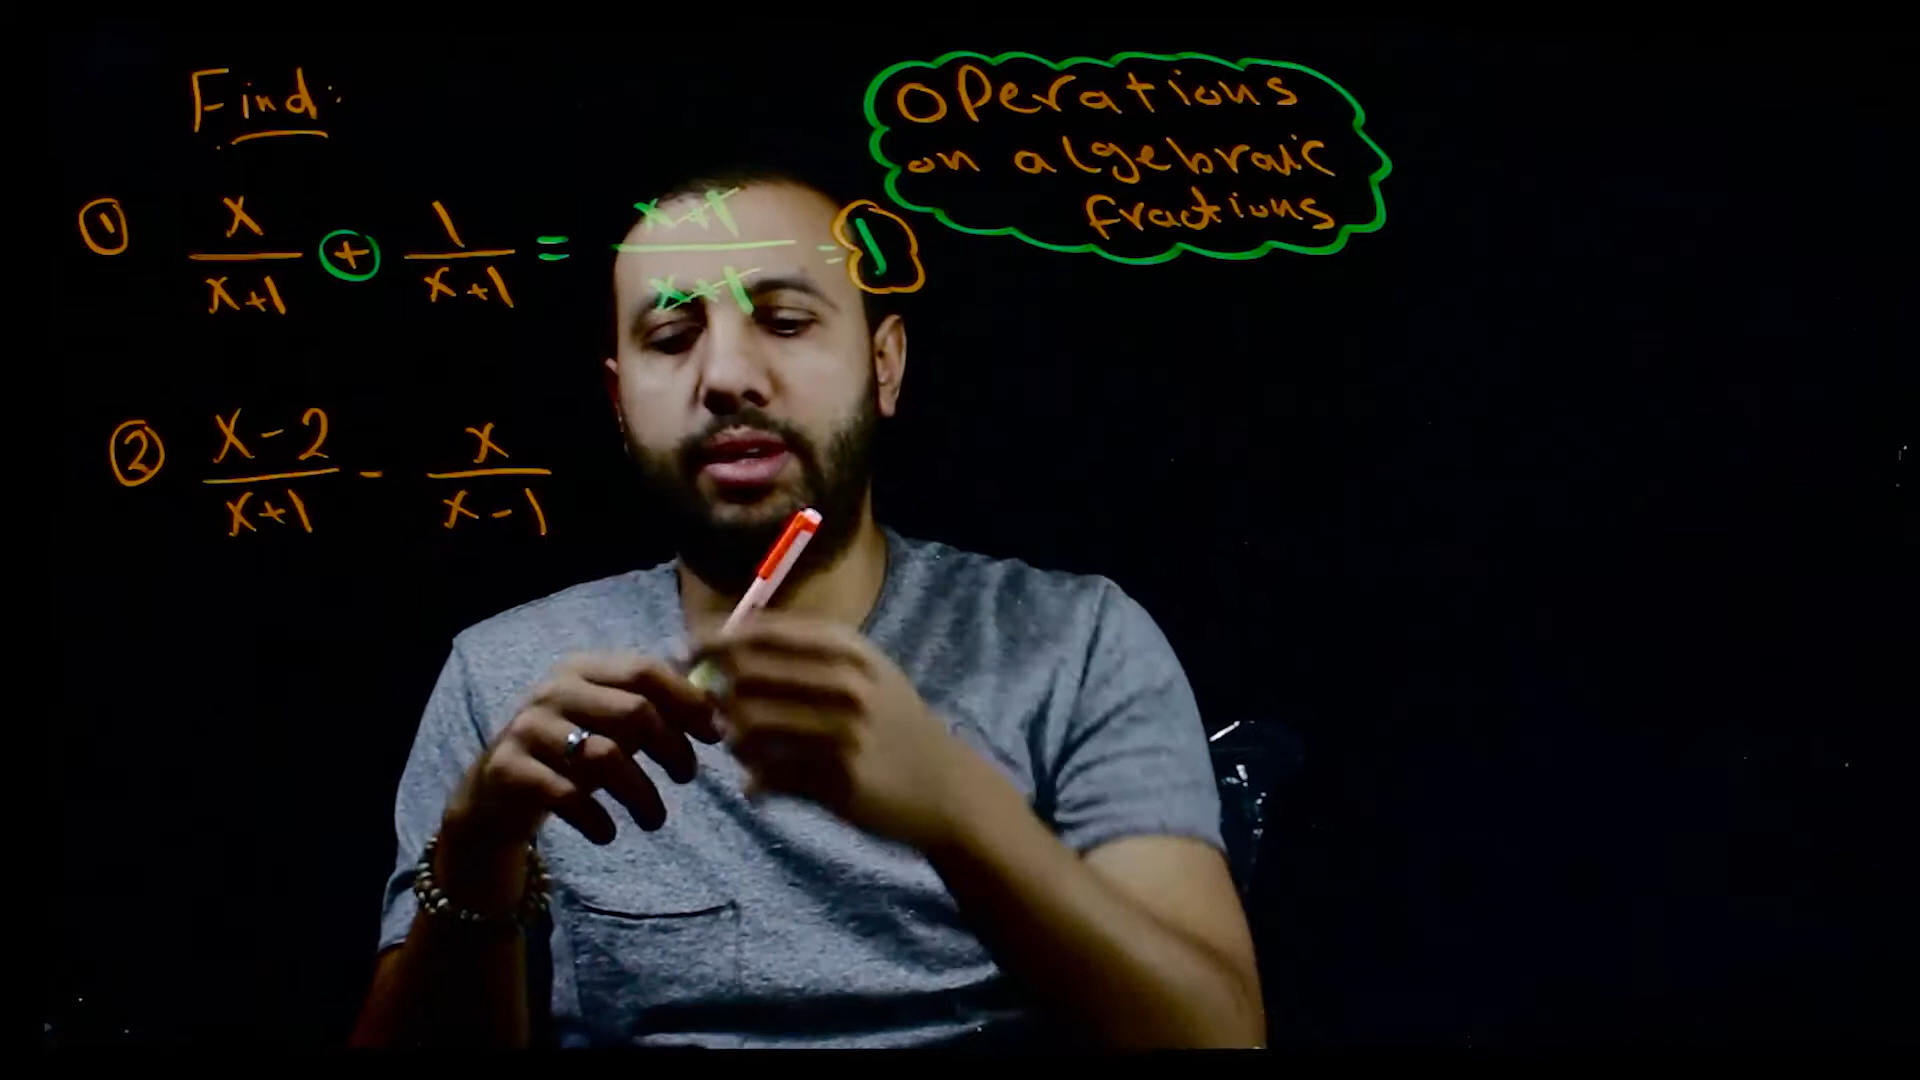 Find:
Operations
on algebraic
fractions
① x/x+1 + 1/x+1 = x+1/x+1 = 1
② x-2/x+1 - x/x-1